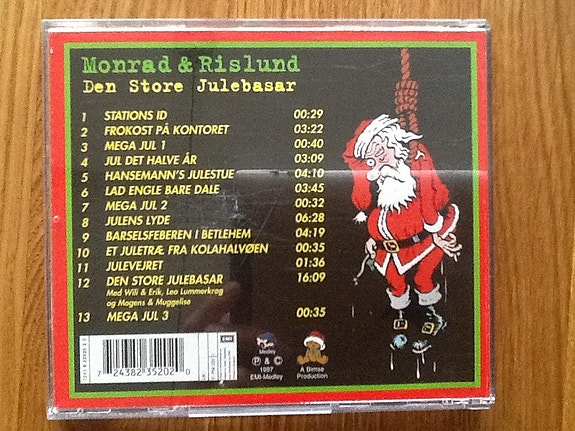 Monrad & Rislund
Den Store Julebasar
1 STATIONS ID 00:29
2 FROKOST PÅ KONTORET 03:22
3 MEGA JUL 1 00:40
4 JUL DET HALVE ÅR 03:09
5 HANSEMANN'S JULESTUE 04:10
6 LAD ENGLE BARE DALE 03:45
7 MEGA JUL 2 00:32
8 JULENS LYDE 06:28
9 BARSELSFEBEREN I BETLEHEM 04:19
10 ET JULETRÆ FRA KOLAHALVØEN 00:35
11 JULEVEJRET 01:36
12 DEN STORE JULEBASAR 16:09
Med Wili & Erik, Leo Lummerkrog
og Mogens & Muggelise
13 MEGA JUL 3 00:35
7 24382 35202 0
EMI
Medley
P & C
1997
EMI-Medley
A Bimse
Production